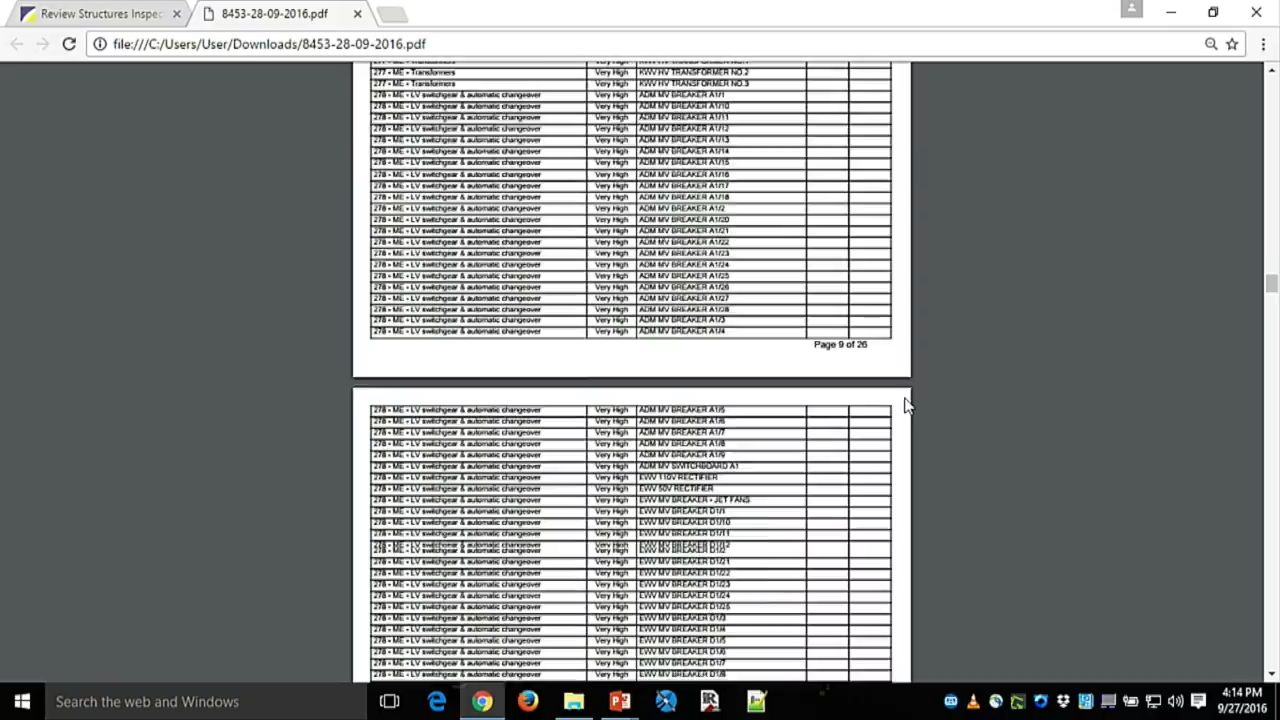 Review Structures Inspec
8453-28-09-2016.pdf
file:///C:/Users/User/Downloads/8453-28-09-2016.pdf
277 - ME - Transformers Very High KWV HV TRANSFORMER NO.2
277 - ME - Transformers Very High KWV HV TRANSFORMER NO.3
278 - ME - LV switchgear & automatic changeover Very High ADM MV BREAKER A1/1
278 - ME - LV switchgear & automatic changeover Very High ADM MV BREAKER A1/10
278 - ME - LV switchgear & automatic changeover Very High ADM MV BREAKER A1/11
278 - ME - LV switchgear & automatic changeover Very High ADM MV BREAKER A1/12
278 - ME - LV switchgear & automatic changeover Very High ADM MV BREAKER A1/13
278 - ME - LV switchgear & automatic changeover Very High ADM MV BREAKER A1/14
278 - ME - LV switchgear & automatic changeover Very High ADM MV BREAKER A1/15
278 - ME - LV switchgear & automatic changeover Very High ADM MV BREAKER A1/16
278 - ME - LV switchgear & automatic changeover Very High ADM MV BREAKER A1/17
278 - ME - LV switchgear & automatic changeover Very High ADM MV BREAKER A1/18
278 - ME - LV switchgear & automatic changeover Very High ADM MV BREAKER A1/2
278 - ME - LV switchgear & automatic changeover Very High ADM MV BREAKER A1/20
278 - ME - LV switchgear & automatic changeover Very High ADM MV BREAKER A1/21
278 - ME - LV switchgear & automatic changeover Very High ADM MV BREAKER A1/22
278 - ME - LV switchgear & automatic changeover Very High ADM MV BREAKER A1/23
278 - ME - LV switchgear & automatic changeover Very High ADM MV BREAKER A1/24
278 - ME - LV switchgear & automatic changeover Very High ADM MV BREAKER A1/25
278 - ME - LV switchgear & automatic changeover Very High ADM MV BREAKER A1/26
278 - ME - LV switchgear & automatic changeover Very High ADM MV BREAKER A1/27
278 - ME - LV switchgear & automatic changeover Very High ADM MV BREAKER A1/28
278 - ME - LV switchgear & automatic changeover Very High ADM MV BREAKER A1/3
278 - ME - LV switchgear & automatic changeover Very High ADM MV BREAKER A1/4
Page 9 of 26
278 - ME - LV switchgear & automatic changeover Very High ADM MV BREAKER A1/5
278 - ME - LV switchgear & automatic changeover Very High ADM MV BREAKER A1/6
278 - ME - LV switchgear & automatic changeover Very High ADM MV BREAKER A1/7
278 - ME - LV switchgear & automatic changeover Very High ADM MV BREAKER A1/8
278 - ME - LV switchgear & automatic changeover Very High ADM MV BREAKER A1/9
278 - ME - LV switchgear & automatic changeover Very High ADM MV SWITCHBOARD A1
278 - ME - LV switchgear & automatic changeover Very High EWV 110V RECTIFIER
278 - ME - LV switchgear & automatic changeover Very High EWV 50V RECTIFIER
278 - ME - LV switchgear & automatic changeover Very High EWV MV BREAKER - JET FANS
278 - ME - LV switchgear & automatic changeover Very High EWV MV BREAKER D1/1
278 - ME - LV switchgear & automatic changeover Very High EWV MV BREAKER D1/10
278 - ME - LV switchgear & automatic changeover Very High EWV MV BREAKER D1/11
278 - ME - LV switchgear & automatic changeover Very High EWV MV BREAKER D1/12
278 - ME - LV switchgear & automatic changeover Very High EWV MV BREAKER D1/2
278 - ME - LV switchgear & automatic changeover Very High EWV MV BREAKER D1/21
278 - ME - LV switchgear & automatic changeover Very High EWV MV BREAKER D1/22
278 - ME - LV switchgear & automatic changeover Very High EWV MV BREAKER D1/23
278 - ME - LV switchgear & automatic changeover Very High EWV MV BREAKER D1/24
278 - ME - LV switchgear & automatic changeover Very High EWV MV BREAKER D1/25
278 - ME - LV switchgear & automatic changeover Very High EWV MV BREAKER D1/3
278 - ME - LV switchgear & automatic changeover Very High EWV MV BREAKER D1/4
278 - ME - LV switchgear & automatic changeover Very High EWV MV BREAKER D1/5
278 - ME - LV switchgear & automatic changeover Very High EWV MV BREAKER D1/6
278 - ME - LV switchgear & automatic changeover Very High EWV MV BREAKER D1/7
278 - ME - LV switchgear & automatic changeover Very High EWV MV BREAKER D1/8
Search the web and Windows
4:14 PM
9/27/2016